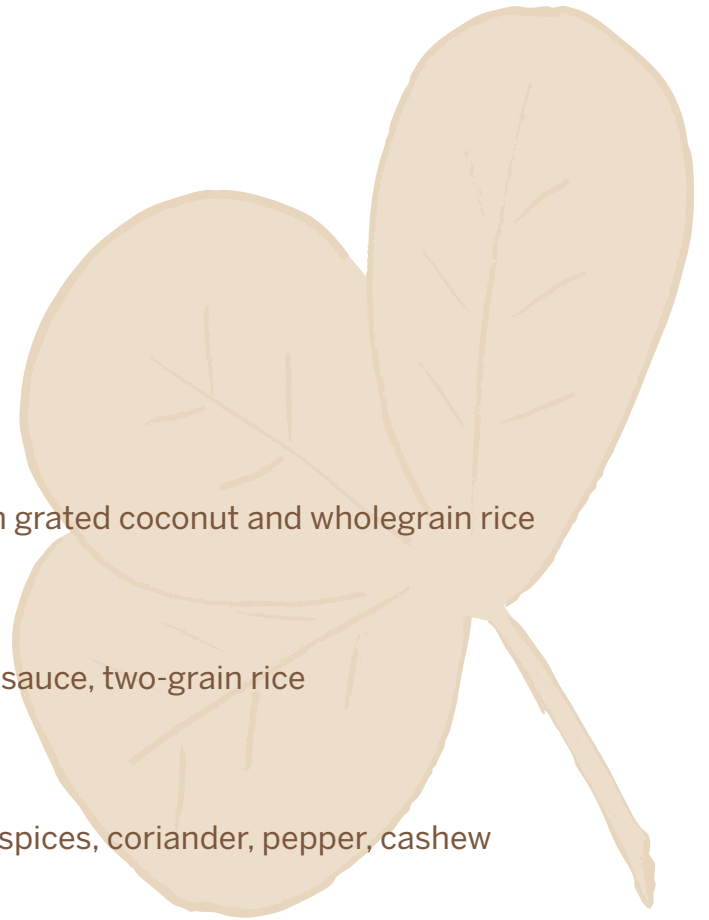 grated coconut and wholegrain rice
sauce, two-grain rice
spices, coriander, pepper, cashew